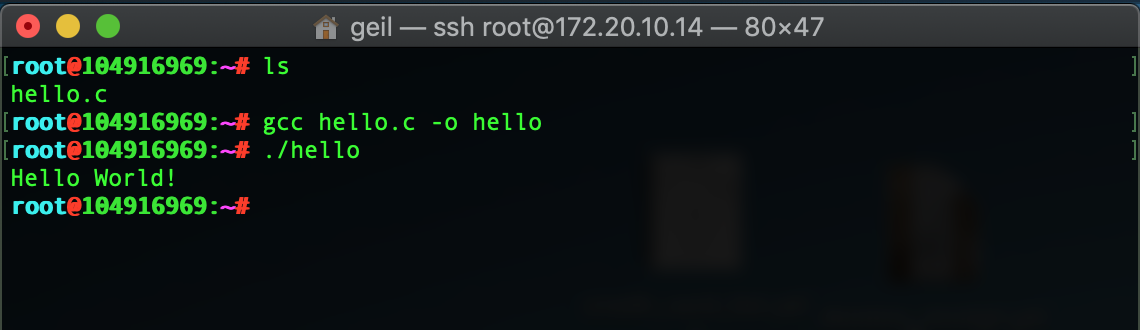 geil — ssh root@172.20.10.14 — 80×47
[root@104916969:~# ls ]
hello.c
[root@104916969:~# gcc hello.c -o hello ]
[root@104916969:~# ./hello ]
Hello World!
root@104916969:~#